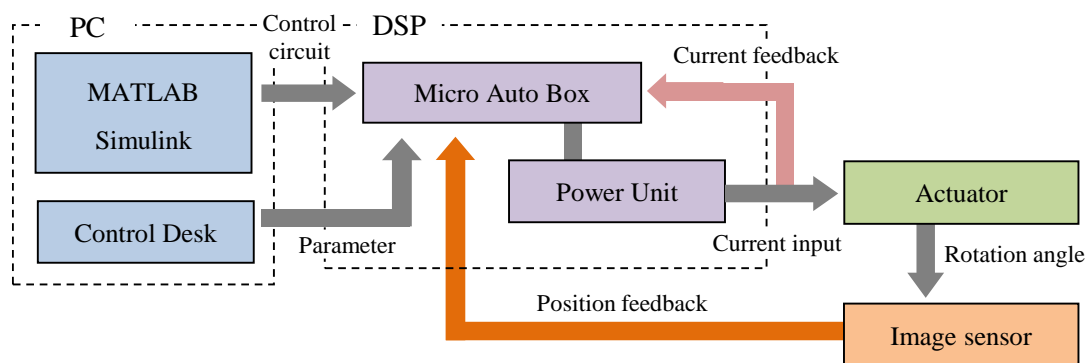 PC
Control
circuit
DSP
Current feedback
MATLAB
Simulink
Micro Auto Box
Power Unit
Actuator
Control Desk
Parameter
Current input
Rotation angle
Position feedback
Image sensor